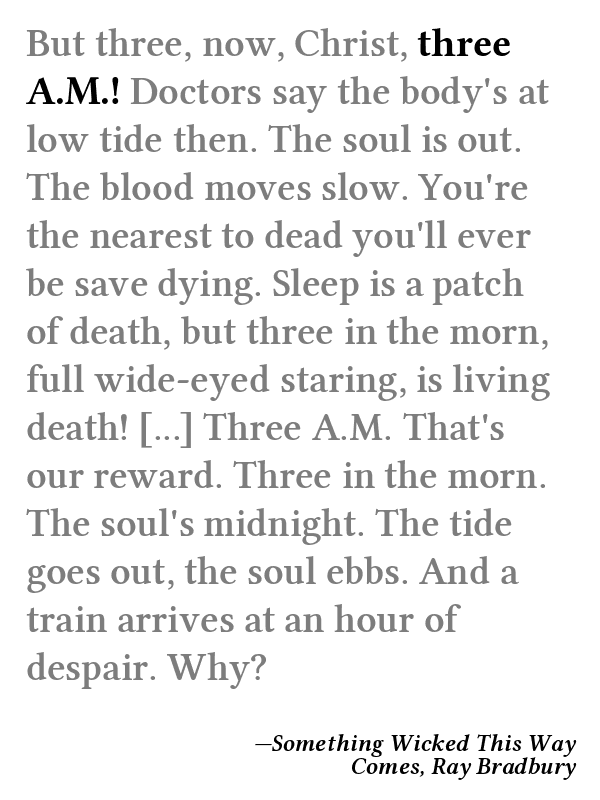 But three, now, Christ, three
A.M.! Doctors say the body's at
low tide then. The soul is out.
The blood moves slow. You're
the nearest to dead you'll ever
be save dying. Sleep is a patch
of death, but three in the morn,
full wide-eyed staring, is living
death! [...] Three A.M. That's
our reward. Three in the morn.
The soul's midnight. The tide
goes out, the soul ebbs. And a
train arrives at an hour of
despair. Why?
—Something Wicked This Way
Comes, Ray Bradbury